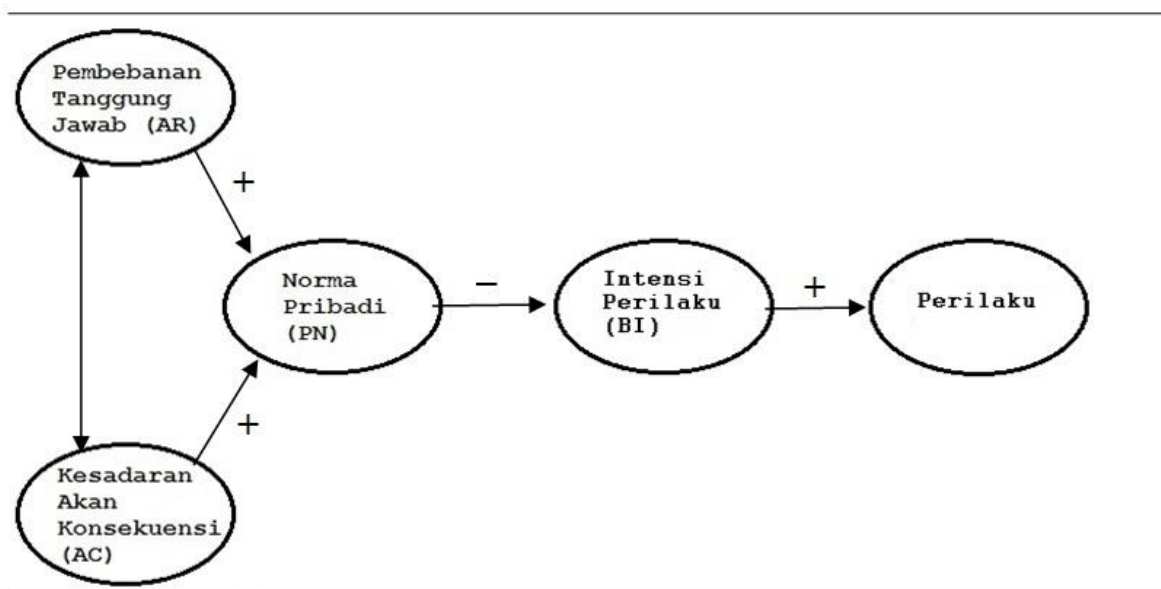 Pembebanan
Tanggung
Jawab (AR)
+
Norma
Pribadi
(PN)
−
Intensi
Perilaku
(BI)
+
Perilaku
+
Kesadaran
Akan
Konsekuensi
(AC)